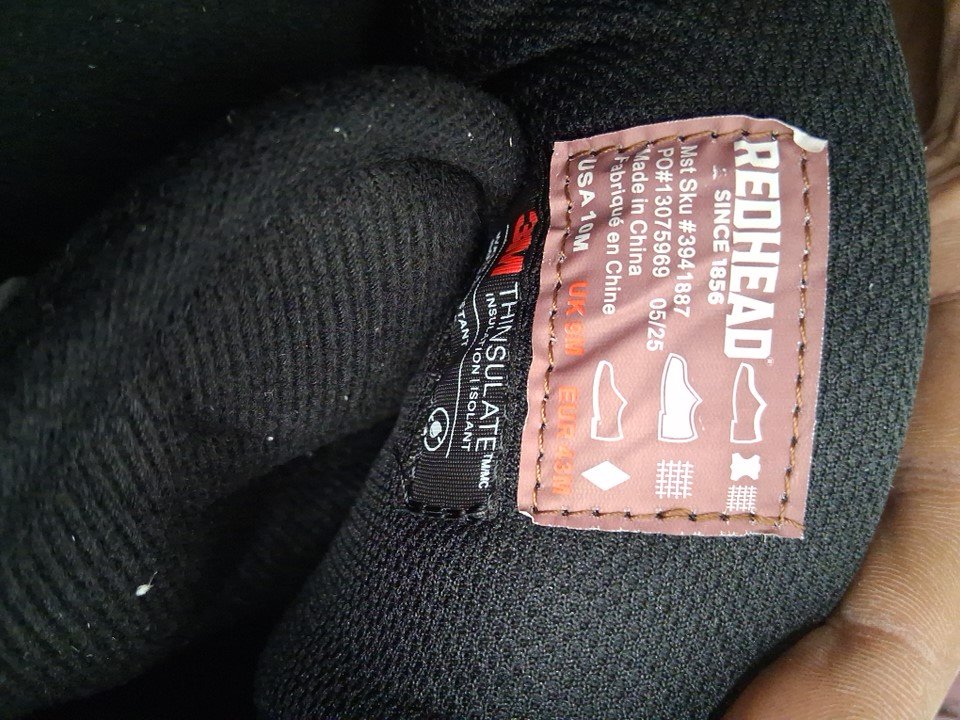 REDHEAD®
SINCE 1856
Mst Sku #3941887
PO#13075969 05/25
Made in China
Fabriqué en Chine
USA 10M UK 9M EUR 43M
3M THINSULATE MMC
INSULATION | ISOLANT